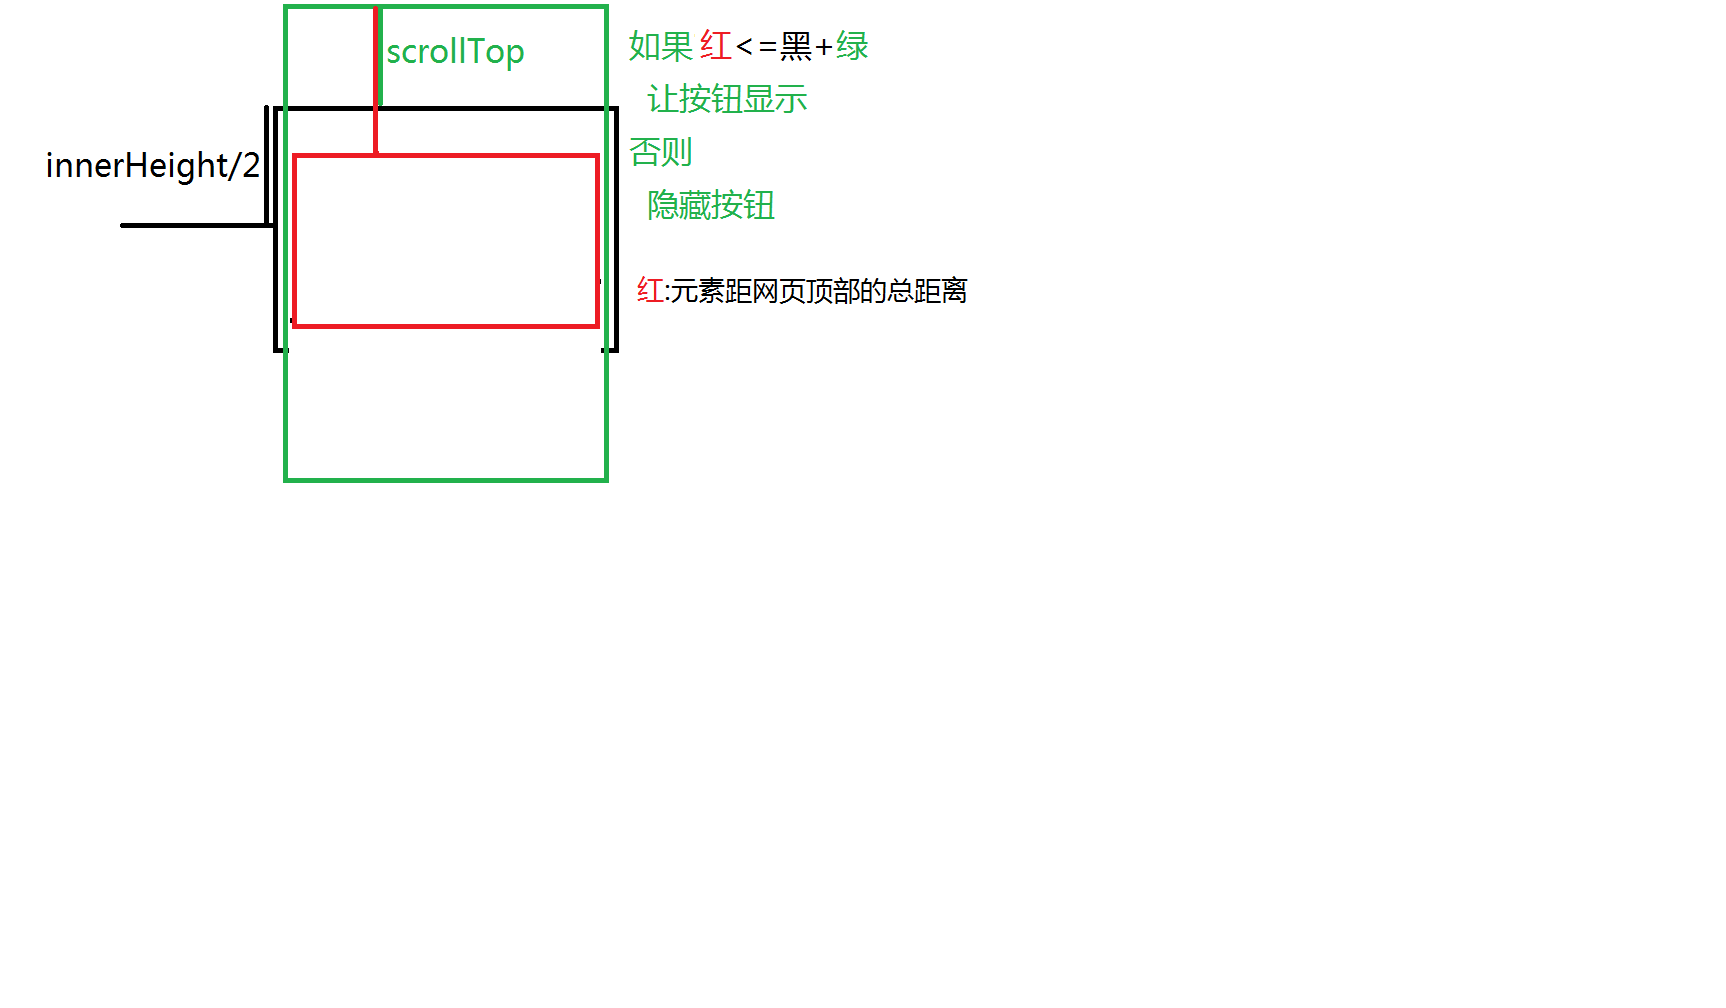 scrollTop
innerHeight/2
如果 红<=黑+绿
让按钮显示
否则
隐藏按钮
红:元素距网页顶部的总距离